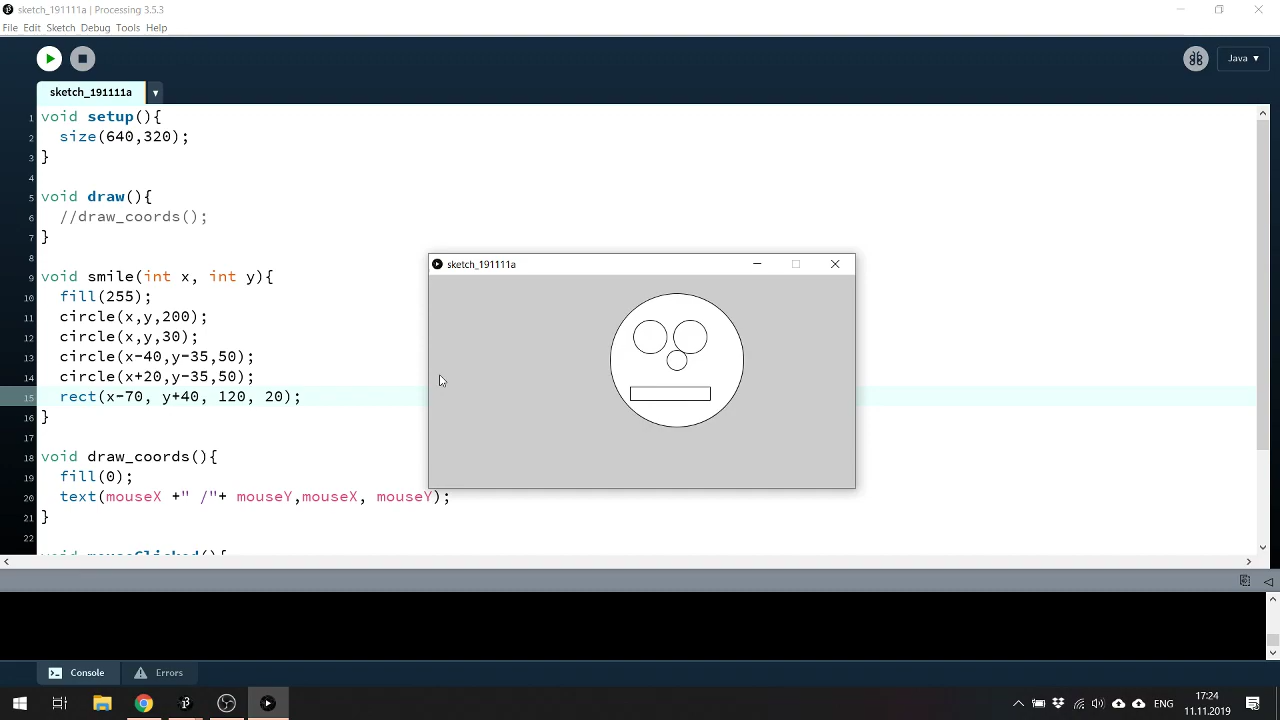 sketch_191111a | Processing 3.5.3
File Edit Sketch Debug Tools Help
Java ▼
sketch_191111a ▼
1 void setup(){
2 size(640,320);
3 }
4
5 void draw(){
6 //draw_coords();
7 }
8
9 void smile(int x, int y){
10 fill(255);
11 circle(x,y,200);
12 circle(x,y,30);
13 circle(x-40,y-35,50);
14 circle(x+20,y-35,50);
15 rect(x-70, y+40, 120, 20);
16 }
17
18 void draw_coords(){
19 fill(0);
20 text(mouseX +" /"+ mouseY,mouseX, mouseY);
21 }
22
void mouseClicked(){
sketch_191111a
Console Errors
ENG
17:24
11.11.2019